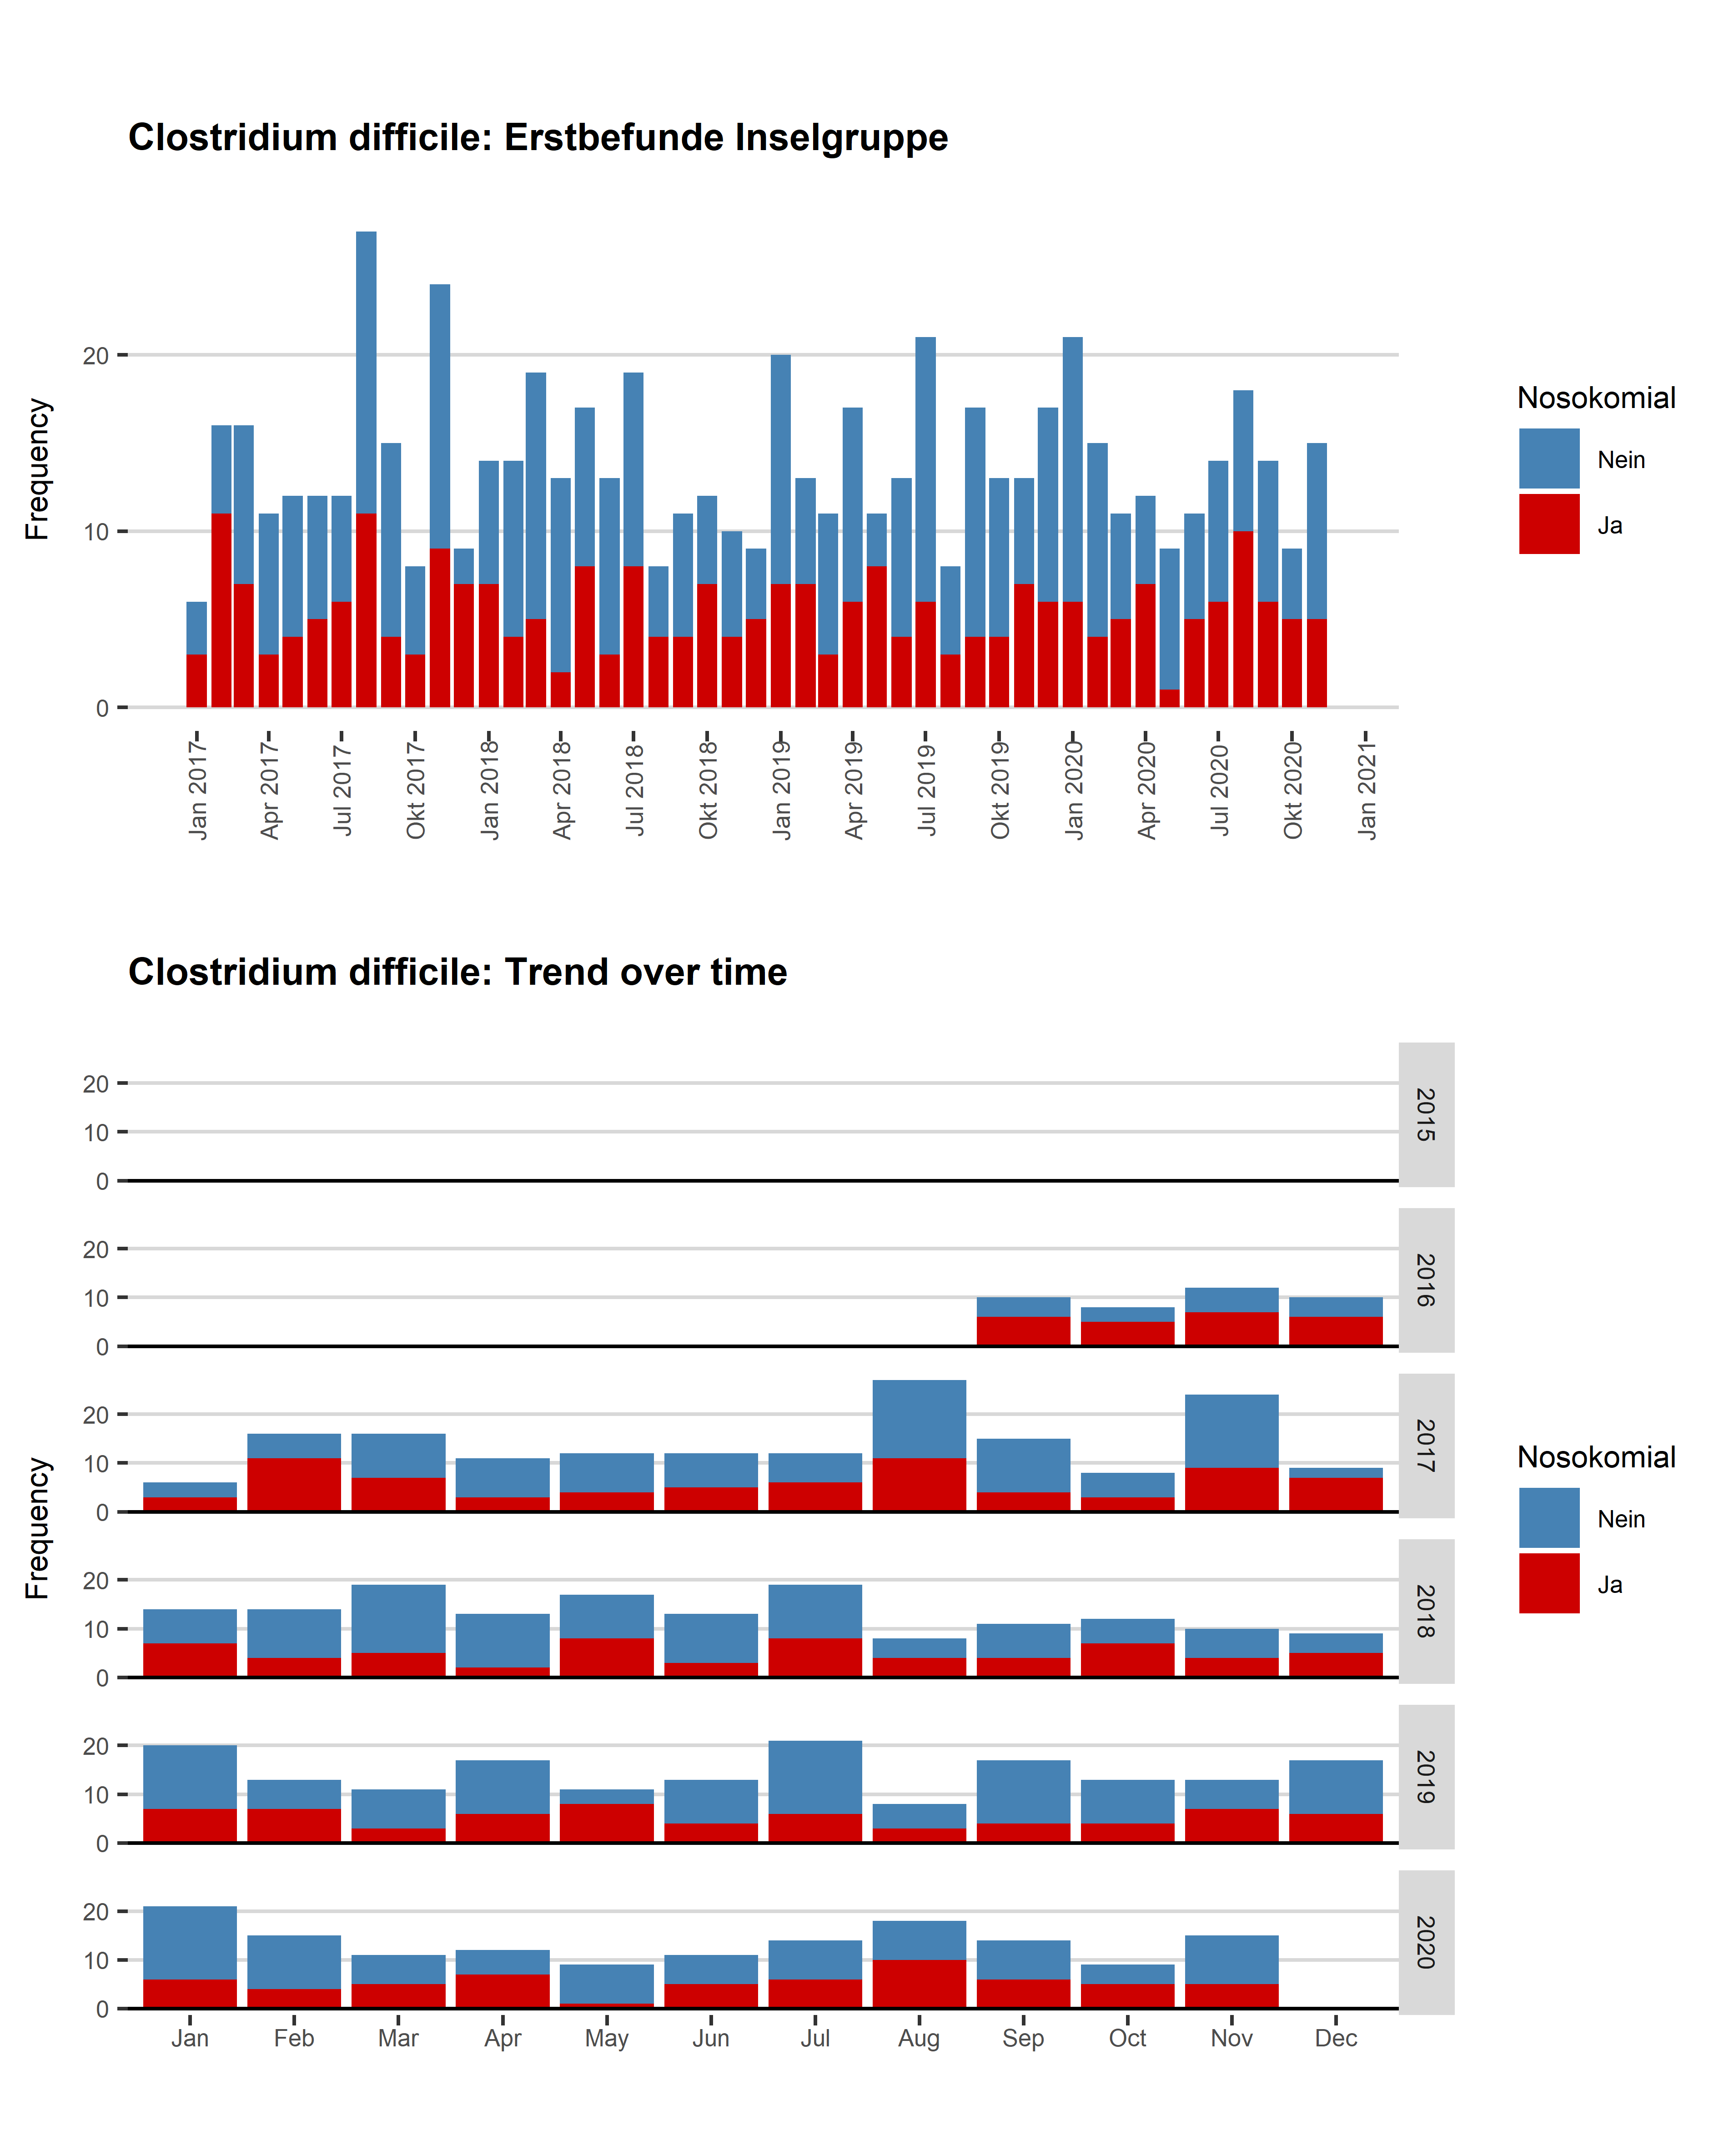 Clostridium difficile: Erstbefunde Inselgruppe
Frequency
20
10
0
Jan 2017
Apr 2017
Jul 2017
Okt 2017
Jan 2018
Apr 2018
Jul 2018
Okt 2018
Jan 2019
Apr 2019
Jul 2019
Okt 2019
Jan 2020
Apr 2020
Jul 2020
Okt 2020
Jan 2021
Nosokomial
Nein
Ja
Clostridium difficile: Trend over time
Frequency
20
10
0
2015
20
10
0
2016
20
10
0
2017
20
10
0
2018
20
10
0
2019
20
10
0
2020
Jan Feb Mar Apr May Jun Jul Aug Sep Oct Nov Dec
Nosokomial
Nein
Ja